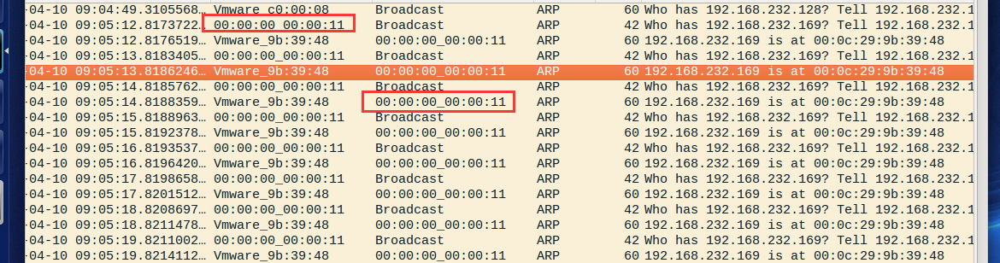 -04-10 09:04:49.3105568… Vmware_c0:00:08 Broadcast ARP 60 Who has 192.168.232.128? Tell 192.168.232.1
-04-10 09:05:12.8173722… 00:00:00_00:00:11 Broadcast ARP 42 Who has 192.168.232.169? Tell 192.168.232.1
-04-10 09:05:12.8176519… Vmware_9b:39:48 00:00:00_00:00:11 ARP 60 192.168.232.169 is at 00:0c:29:9b:39:48
-04-10 09:05:13.8183405… 00:00:00_00:00:11 Broadcast ARP 42 Who has 192.168.232.169? Tell 192.168.232.1
-04-10 09:05:13.8186246… Vmware_9b:39:48 00:00:00_00:00:11 ARP 60 192.168.232.169 is at 00:0c:29:9b:39:48
-04-10 09:05:14.8185762… 00:00:00_00:00:11 Broadcast ARP 42 Who has 192.168.232.169? Tell 192.168.232.1
-04-10 09:05:14.8188359… Vmware_9b:39:48 00:00:00_00:00:11 ARP 60 192.168.232.169 is at 00:0c:29:9b:39:48
-04-10 09:05:15.8188963… 00:00:00_00:00:11 Broadcast ARP 42 Who has 192.168.232.169? Tell 192.168.232.1
-04-10 09:05:15.8192378… Vmware_9b:39:48 00:00:00_00:00:11 ARP 60 192.168.232.169 is at 00:0c:29:9b:39:48
-04-10 09:05:16.8193537… 00:00:00_00:00:11 Broadcast ARP 42 Who has 192.168.232.169? Tell 192.168.232.1
-04-10 09:05:16.8196420… Vmware_9b:39:48 00:00:00_00:00:11 ARP 60 192.168.232.169 is at 00:0c:29:9b:39:48
-04-10 09:05:17.8198658… 00:00:00_00:00:11 Broadcast ARP 42 Who has 192.168.232.169? Tell 192.168.232.1
-04-10 09:05:17.8201512… Vmware_9b:39:48 00:00:00_00:00:11 ARP 60 192.168.232.169 is at 00:0c:29:9b:39:48
-04-10 09:05:18.8208697… 00:00:00_00:00:11 Broadcast ARP 42 Who has 192.168.232.169? Tell 192.168.232.1
-04-10 09:05:18.8211478… Vmware_9b:39:48 00:00:00_00:00:11 ARP 60 192.168.232.169 is at 00:0c:29:9b:39:48
-04-10 09:05:19.8211002… 00:00:00_00:00:11 Broadcast ARP 42 Who has 192.168.232.169? Tell 192.168.232.1
-04-10 09:05:19.8214112… Vmware_9b:39:48 00:00:00_00:00:11 ARP 60 192.168.232.169 is at 00:0c:29:9b:39:48